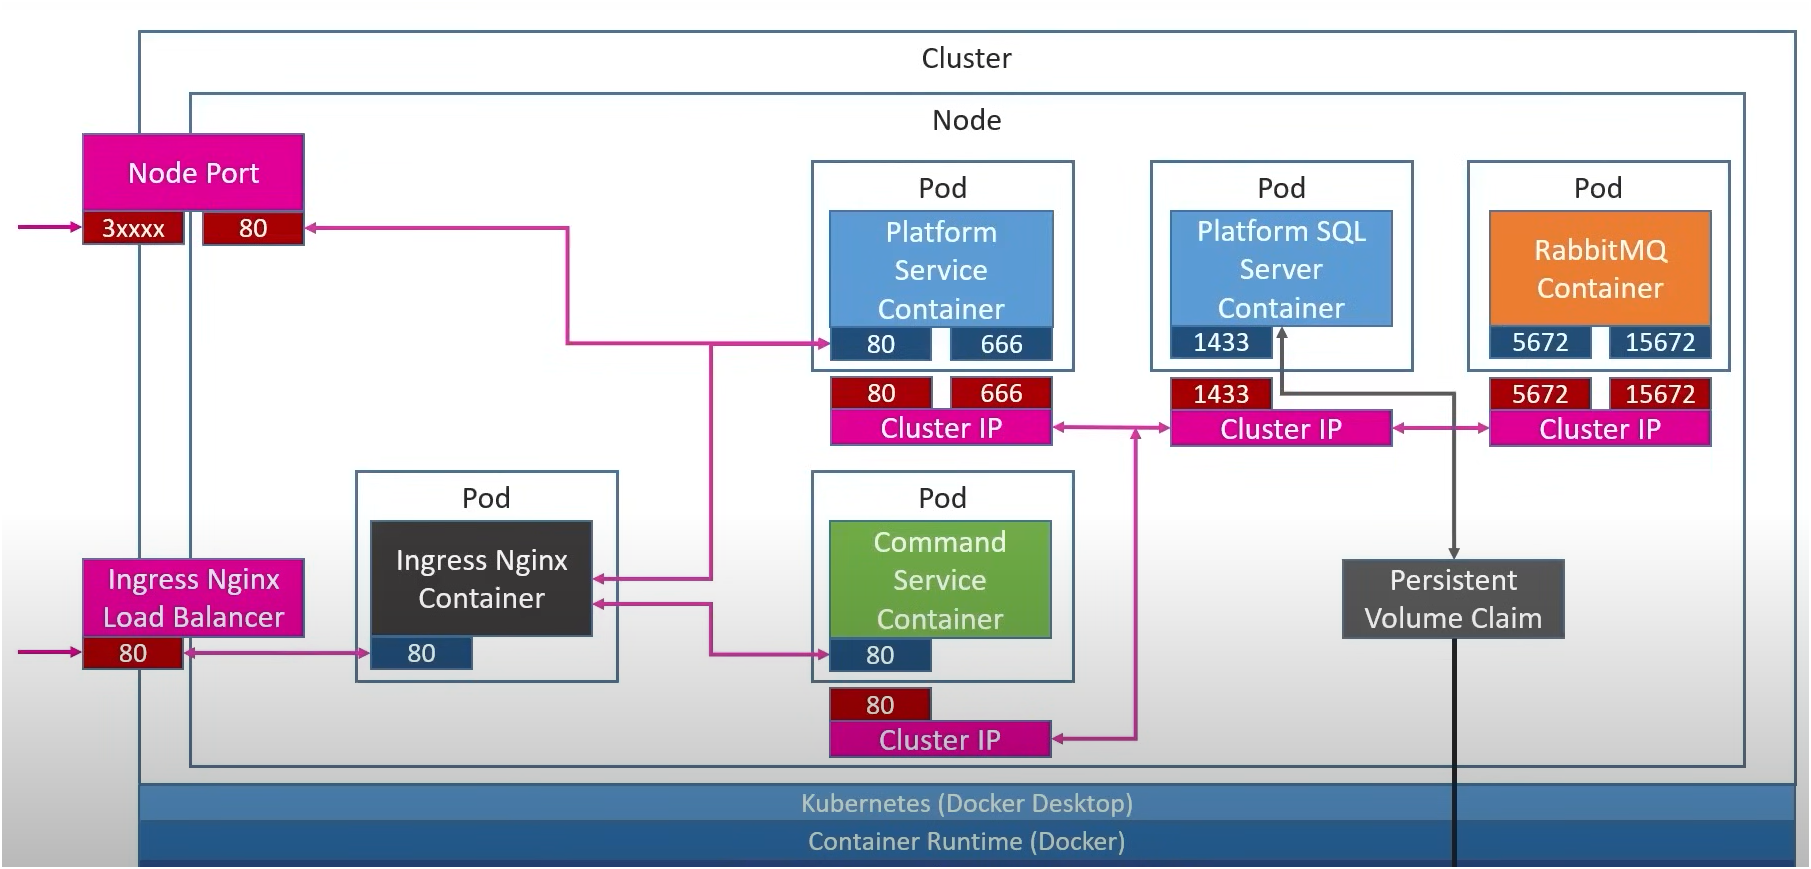 Cluster
Node
Node Port
3xxxx
80
Pod
Platform
Service
Container
80
666
80
666
Cluster IP
Pod
Platform SQL
Server
Container
1433
1433
Cluster IP
Pod
RabbitMQ
Container
5672
15672
5672
15672
Cluster IP
Ingress Nginx
Load Balancer
80
Pod
Ingress Nginx
Container
80
Pod
Command
Service
Container
80
80
Cluster IP
Persistent
Volume Claim
Kubernetes (Docker Desktop)
Container Runtime (Docker)